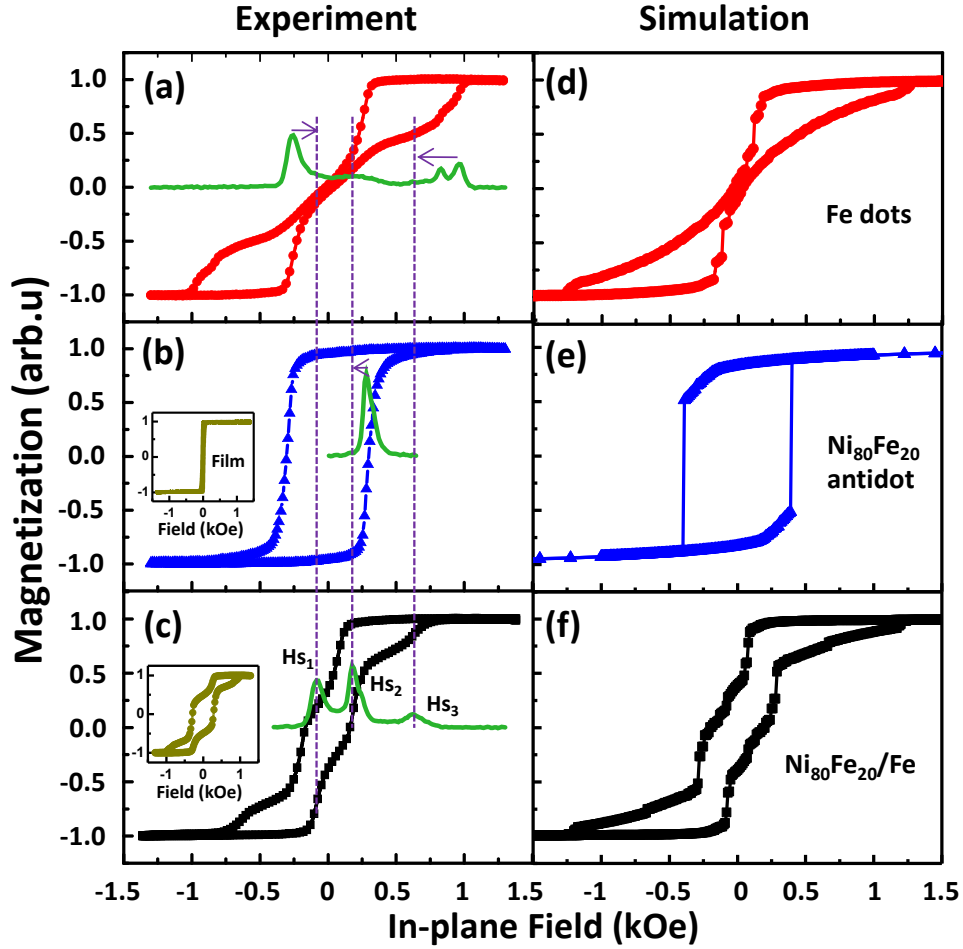 Experiment
Simulation
Magnetization (arb.u)
(a)
1.0
0.5
0.0
-0.5
-1.0
(d)
Fe dots
(b)
1.0
0.5
0.0
-0.5
-1.0
1
0
-1
Film
-1 0 1
Field (kOe)
(e)
Ni80Fe20
antidot
(c)
1.0
0.5
0.0
-0.5
-1.0
Hs1
Hs2
Hs3
1
0
-1
-1 0 1
Field (kOe)
(f)
Ni80Fe20/Fe
-1.5 -1.0 -0.5 0.0 0.5 1.0 1.5
-1 -0.5 0 0.5 1 1.5
In-plane Field (kOe)